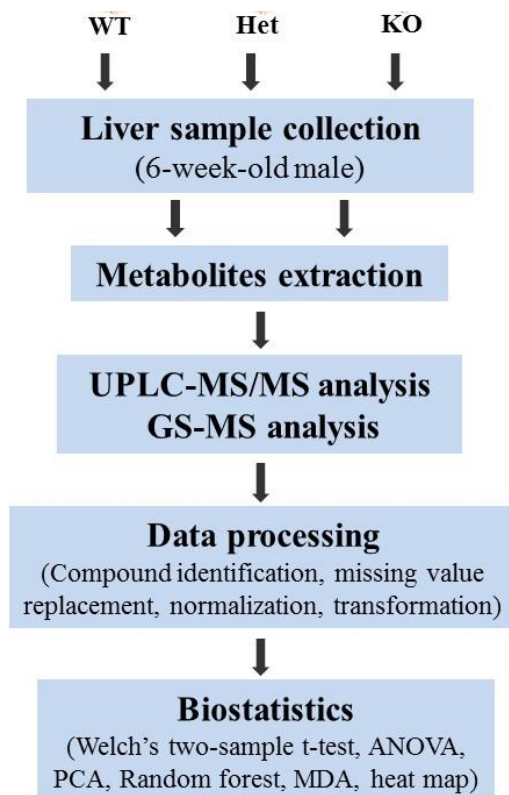 WT Het KO
Liver sample collection
(6-week-old male)
Metabolites extraction
UPLC-MS/MS analysis
GS-MS analysis
Data processing
(Compound identification, missing value
replacement, normalization, transformation)
Biostatistics
(Welch's two-sample t-test, ANOVA,
PCA, Random forest, MDA, heat map)